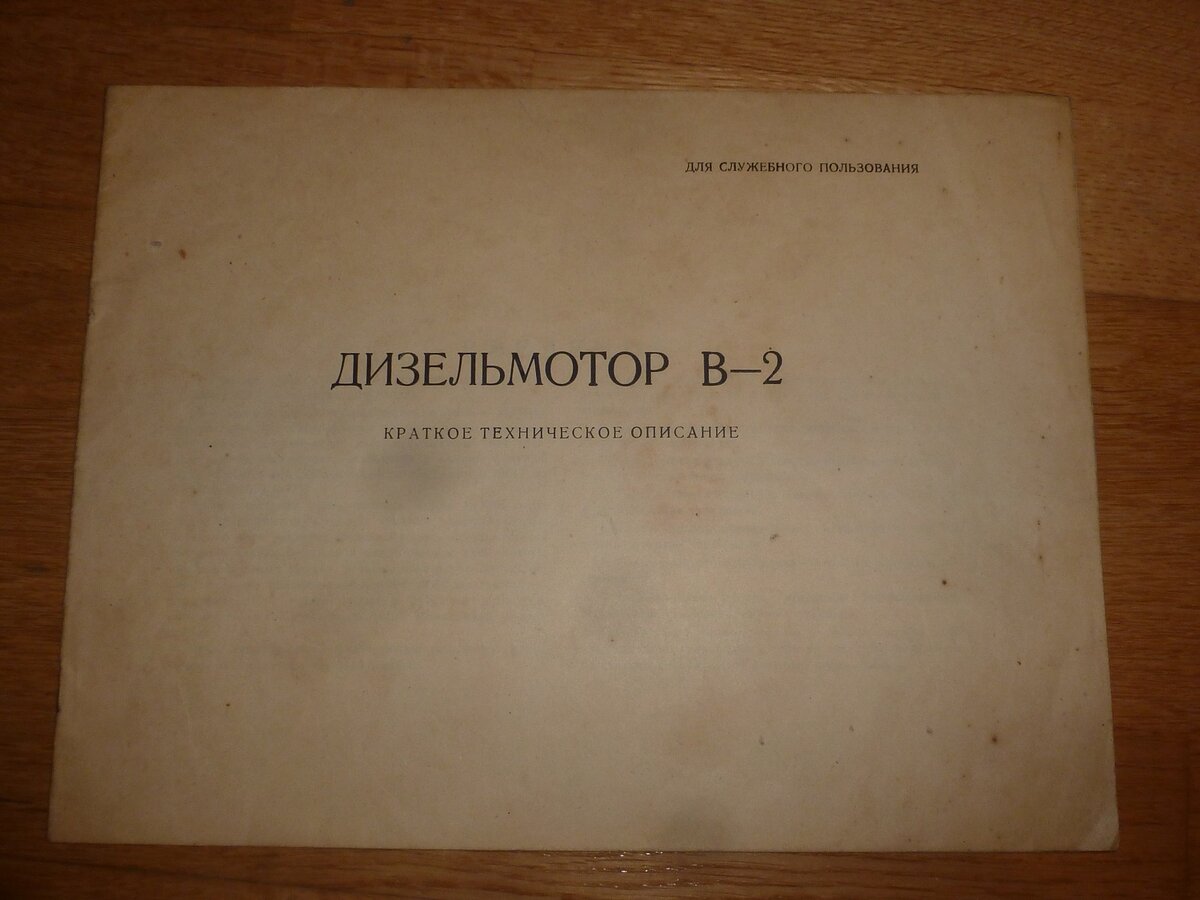 ДЛЯ СЛУЖЕБНОГО ПОЛЬЗОВАНИЯ
ДИЗЕЛЬМОТОР В—2
КРАТКОЕ ТЕХНИЧЕСКОЕ ОПИСАНИЕ